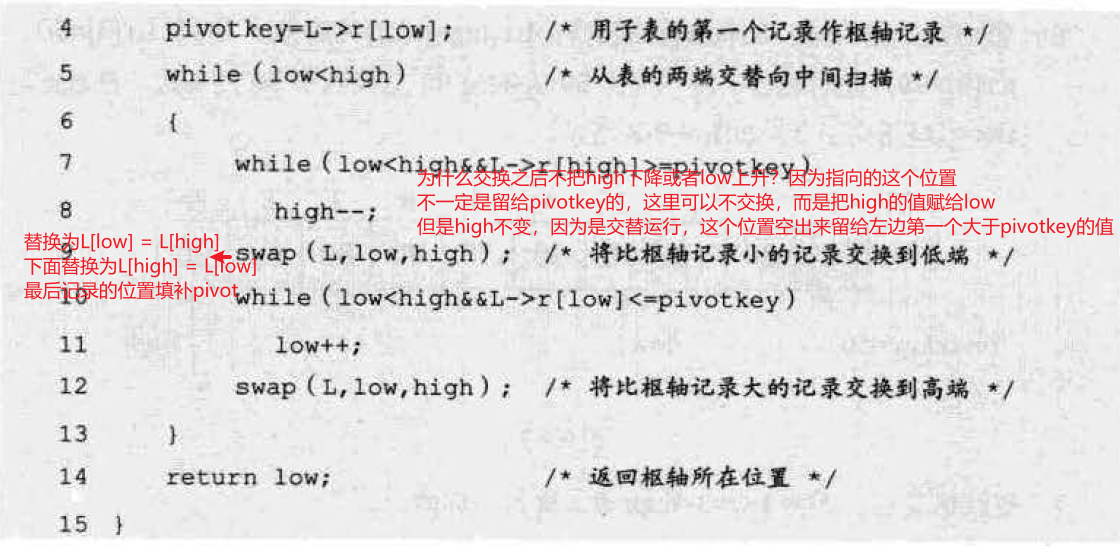 4 pivotkey=L->r[low]; /* 用子表的第一个记录作枢轴记录 */
5 while(low<high) /* 从表的两端交替向中间扫描 */
6 {
7 while(low<high&&L->r[high]>=pivotkey)
为什么交换之后不把high下降或者low上升？因为指向的这个位置
不一定是留给pivotkey的，这里可以不交换，而是把high的值赋给low
8 high--;
但是high不变，因为是交替运行，这个位置空出来留给左边第一个大于pivotkey的值
替换为L[low] = L[high]
9 swap(L,low,high); /* 将比枢轴记录小的记录交换到低端 */
下面替换为L[high] = L[low]
最后记录的位置填补pivot
10 while(low<high&&L->r[low]<=pivotkey)
11 low++;
12 swap(L,low,high); /* 将比枢轴记录大的记录交换到高端 */
13 }
14 return low; /* 返回枢轴所在位置 */
15 }